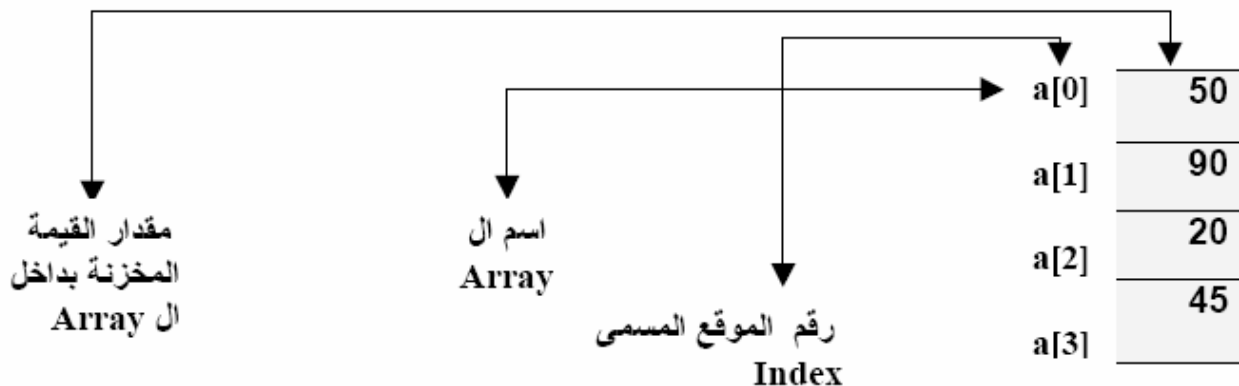 a[0] 50
a[1] 90
a[2] 20
a[3] 45
اسم ال
Array
رقم الموقع المسمى
Index
مقدار القيمة
المخزنة بداخل
ال Array